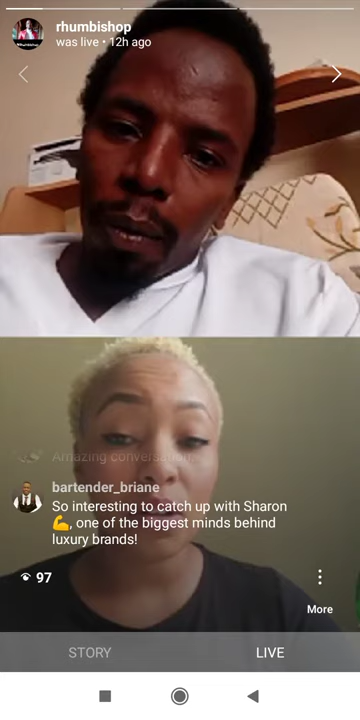 rhumbishop
was live • 12h ago
Amazing conversation
bartender_briane
So interesting to catch up with Sharon
💪, one of the biggest minds behind
luxury brands!
97
More
STORY
LIVE